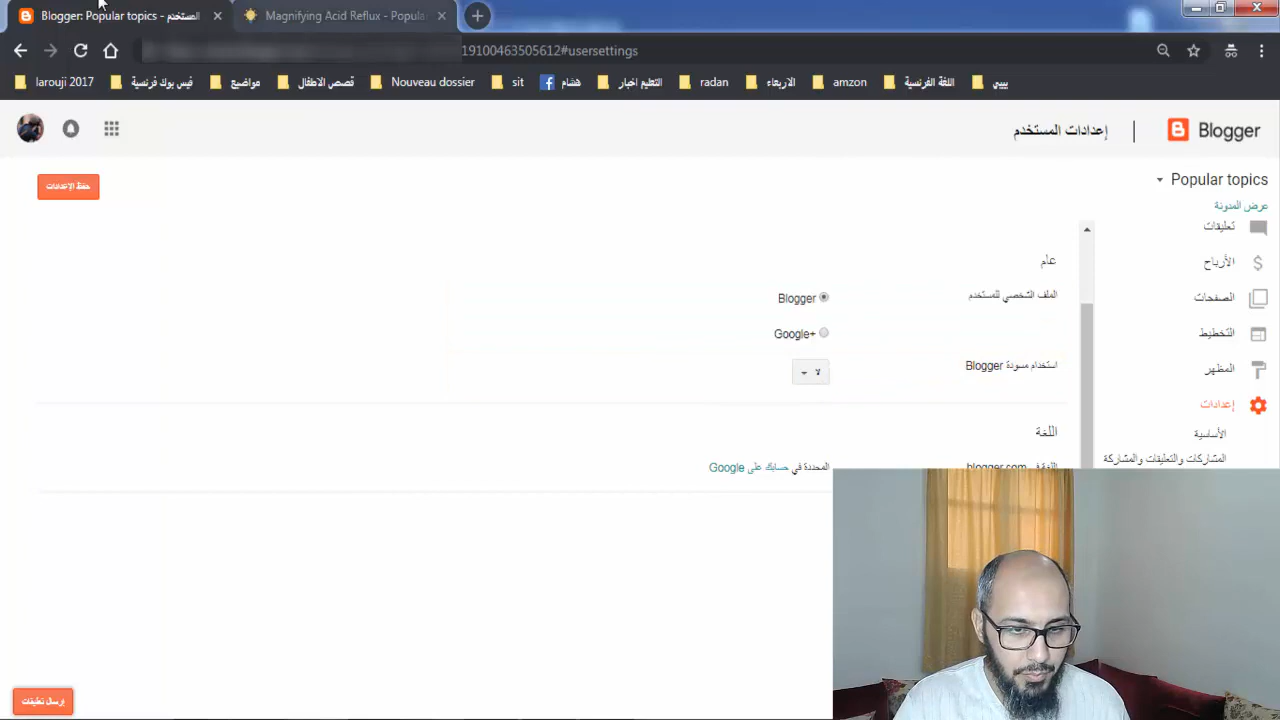 Blogger: Popular topics - المستخدم
Magnifying Acid Reflux - Popula
19100463505612#usersettings
larouji 2017
فيس بوك فرنسية
مواضيع
قصص الاطفال
Nouveau dossier
sit
هشام
التعليم اخبار
radan
الاربعاء
amzon
اللغة الفرنسية
بيبي
Blogger
إعدادات المستخدم
Popular topics
حفظ الإعدادات
عرض المدونة
تعليقات
الأرباح
الصفحات
التخطيط
المظهر
إعدادات
الأساسية
المشاركات والتعليقات والمشاركة
عام
الملف الشخصي للمستخدم
Blogger
Google+
استخدام مسودة Blogger
لا
اللغة
اللغة في blogger.com
المحددة في حسابك على Google
إرسال تعليقات